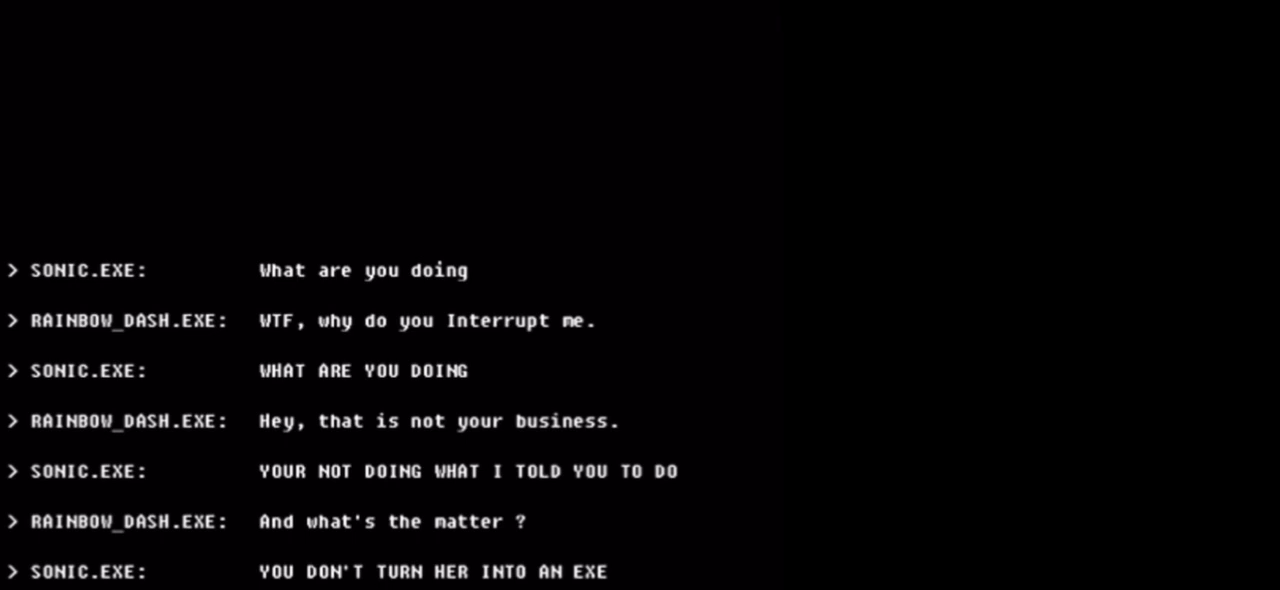 > SONIC.EXE: What are you doing
> RAINBOW_DASH.EXE: WTF, why do you Interrupt me.
> SONIC.EXE: WHAT ARE YOU DOING
> RAINBOW_DASH.EXE: Hey, that is not your business.
> SONIC.EXE: YOUR NOT DOING WHAT I TOLD YOU TO DO
> RAINBOW_DASH.EXE: And what's the matter ?
> SONIC.EXE: YOU DON'T TURN HER INTO AN EXE